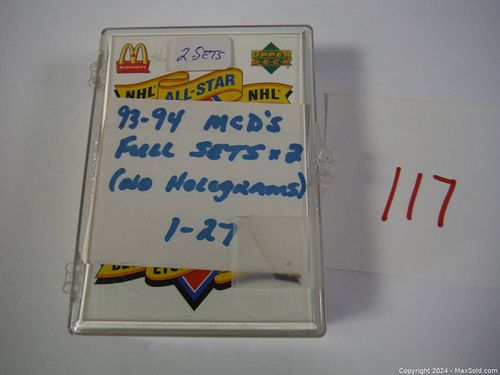 McDonald's
2 SETS
UPPER
DECK
NHL ALL-STAR NHL
93-94 McD's
FULL SETS x 2
(NO HOLOGRAMS)
1-27
117
Copyright 2024 - MaxSold.com